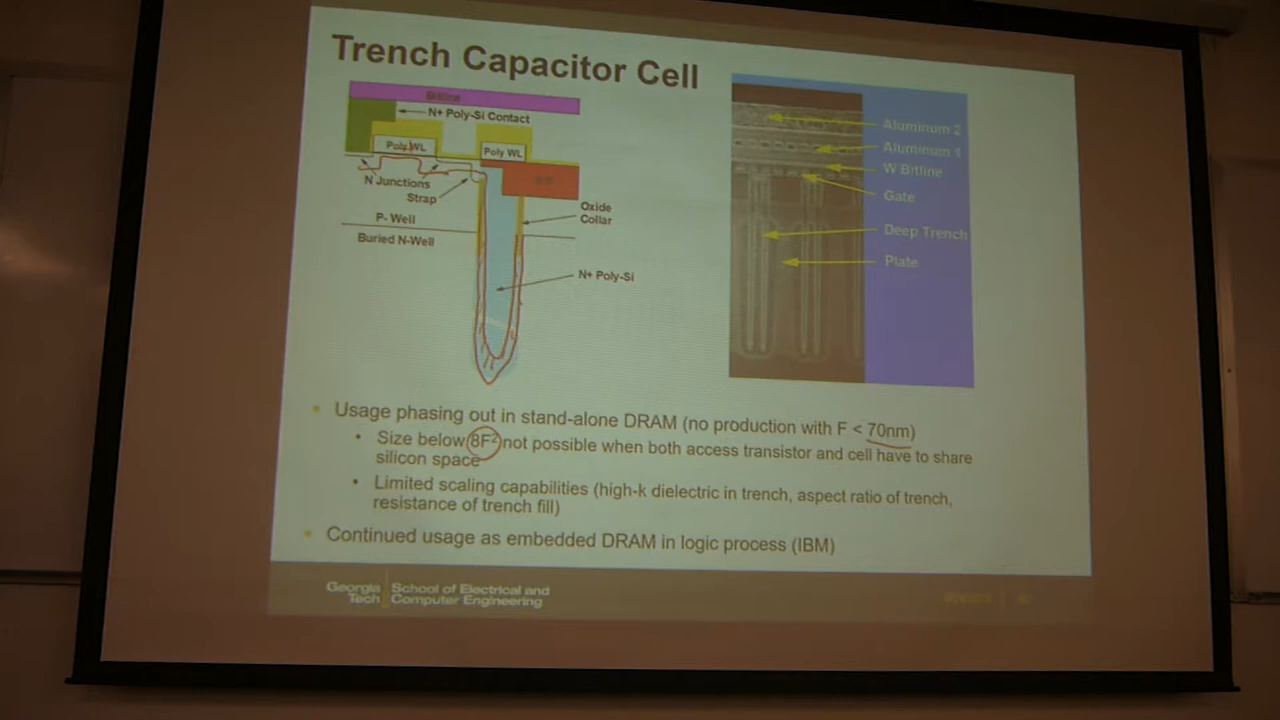 Trench Capacitor Cell
Bitline
N+ Poly-Si Contact
Poly WL
Poly WL
N Junctions
Strap
Oxide
Collar
P- Well
Buried N-Well
N+ Poly-Si
Aluminum 2
Aluminum 1
W Bitline
Gate
Deep Trench
Plate
Usage phasing out in stand-alone DRAM (no production with F < 70nm)
Size below 8F² not possible when both access transistor and cell have to share
silicon space
Limited scaling capabilities (high-k dielectric in trench, aspect ratio of trench,
resistance of trench fill)
Continued usage as embedded DRAM in logic process (IBM)
Georgia School of Electrical and
Tech Computer Engineering